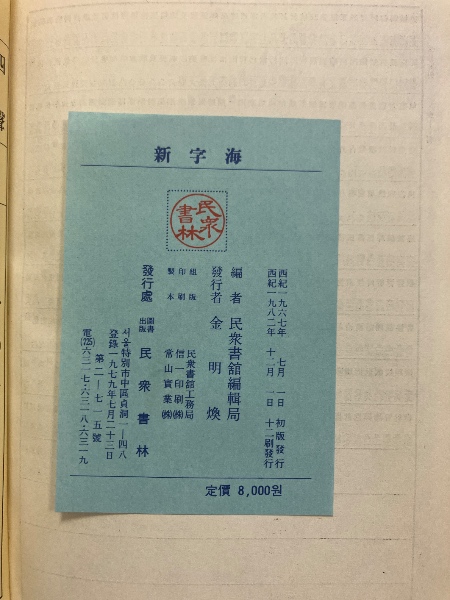 四聲
新字海
民衆
書林
西紀一九六七年 七月 一日 初版發行
西紀一九八二年 十二月 一日 十二刷發行
編者 民衆書館編輯局
發行者 金明煥
組版 民衆書館工務局
印刷 信一印刷㈱
製本 常山實業㈱
發行處 圖書出版 民衆書林
서울特別市中區貞洞一—四八
登錄一九七九年七月二十三日
第二—七一五號
電(725)六三一七·六三一八·六三一九
定價 8,000원